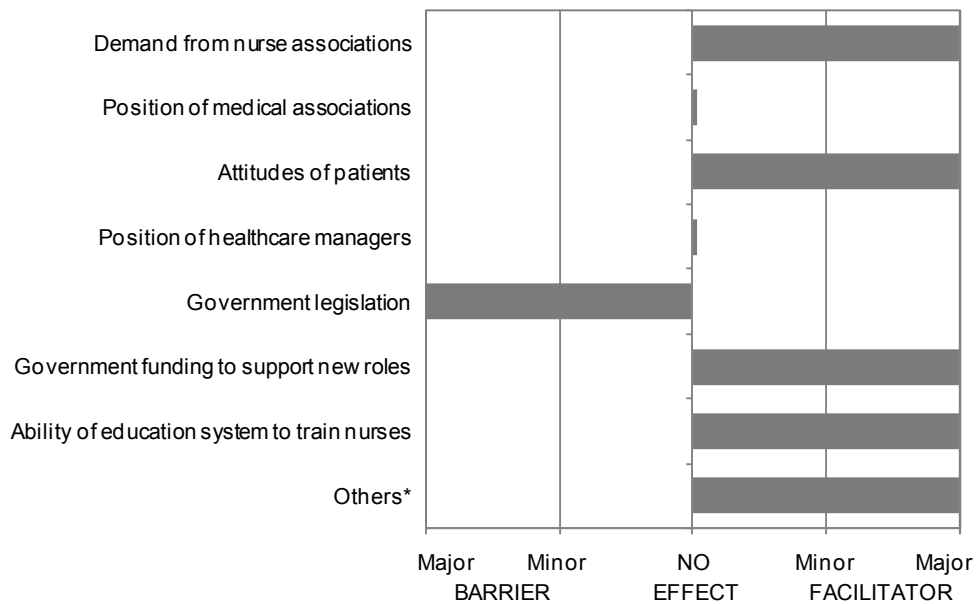 Demand from nurse associations
Position of medical associations
Attitudes of patients
Position of healthcare managers
Government legislation
Government funding to support new roles
Ability of education system to train nurses
Others*
Major Minor NO Minor Major
BARRIER EFFECT FACILITATOR